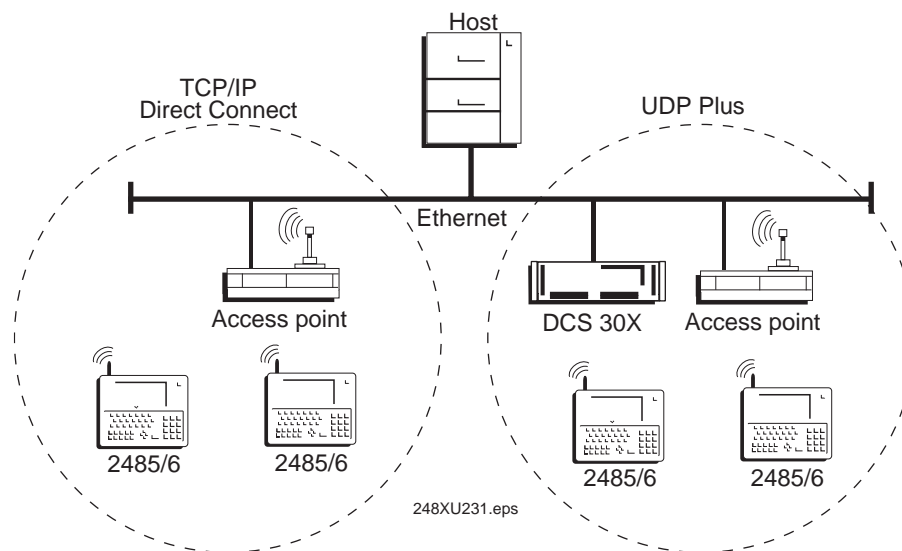 Host
TCP/IP
Direct Connect
UDP Plus
Ethernet
Access point
DCS 30X
Access point
2485/6
2485/6
2485/6
2485/6
248XU231.eps